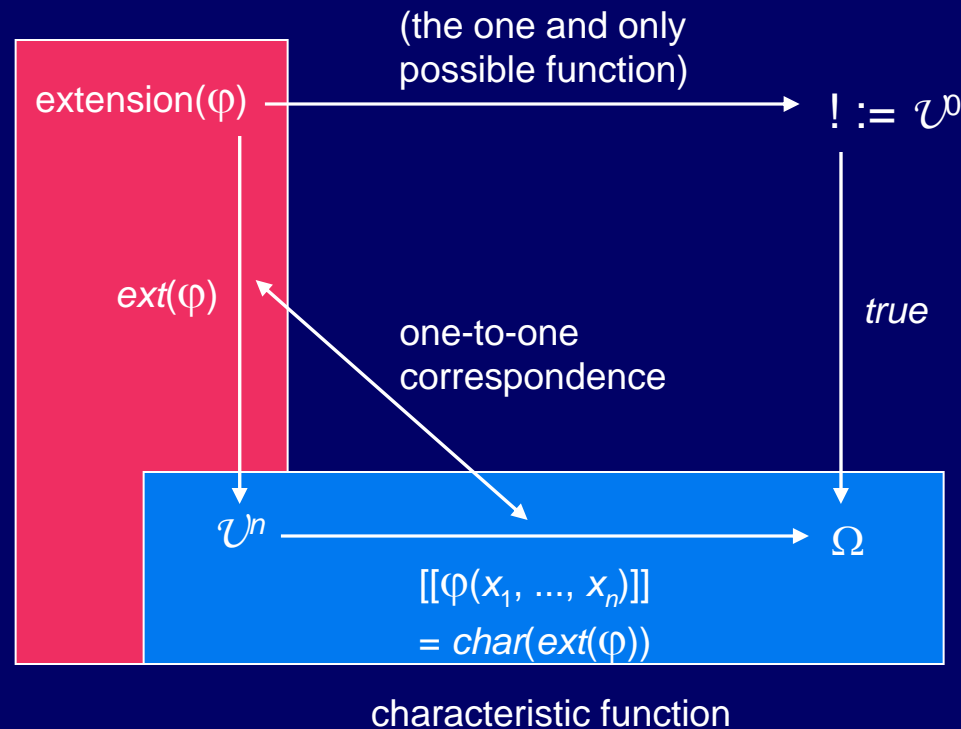 (the one and only
possible function)
extension(φ)
! := 𝒰⁰
ext(φ)
true
one-to-one
correspondence
𝒰ⁿ
Ω
[[φ(x₁, ..., xₙ)]]
= char(ext(φ))
characteristic function